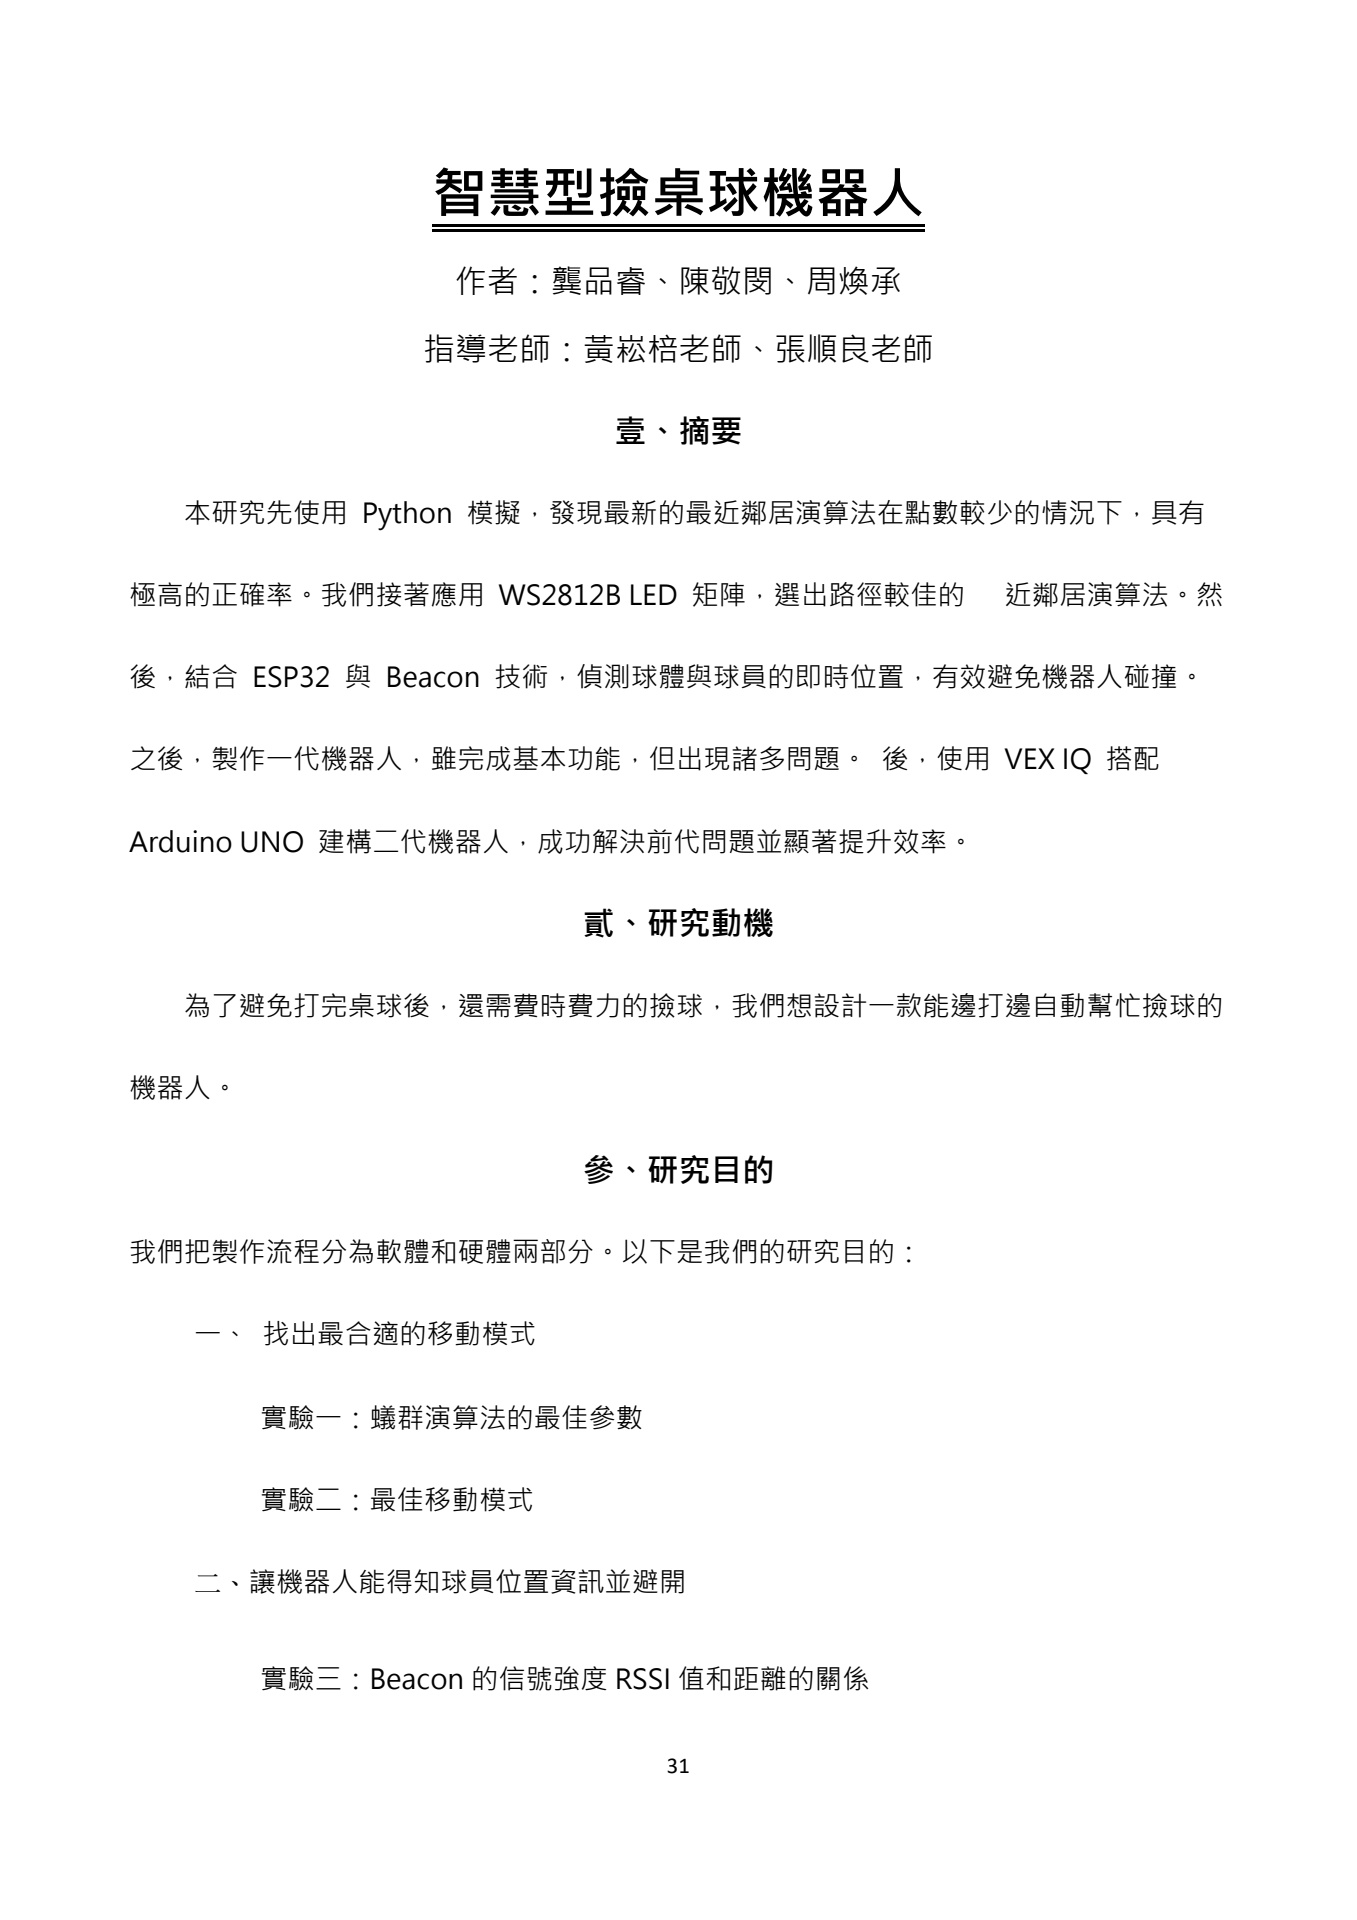 智慧型撿桌球機器人
作者：龔品睿、陳敬閔、周煥承
指導老師：黃崧棓老師、張順良老師
壹、摘要
本研究先使用 Python 模擬，發現最新的最近鄰居演算法在點數較少的情況下，具有
極高的正確率。我們接著應用 WS2812B LED 矩陣，選出路徑較佳的 近鄰居演算法。然
後，結合 ESP32 與 Beacon 技術，偵測球體與球員的即時位置，有效避免機器人碰撞。
之後，製作一代機器人，雖完成基本功能，但出現諸多問題。 後，使用 VEX IQ 搭配
Arduino UNO 建構二代機器人，成功解決前代問題並顯著提升效率。
貳、研究動機
為了避免打完桌球後，還需費時費力的撿球，我們想設計一款能邊打邊自動幫忙撿球的
機器人。
參、研究目的
我們把製作流程分為軟體和硬體兩部分。以下是我們的研究目的：
一、 找出最合適的移動模式
實驗一：蟻群演算法的最佳參數
實驗二：最佳移動模式
二、讓機器人能得知球員位置資訊並避開
實驗三：Beacon 的信號強度 RSSI 值和距離的關係
31